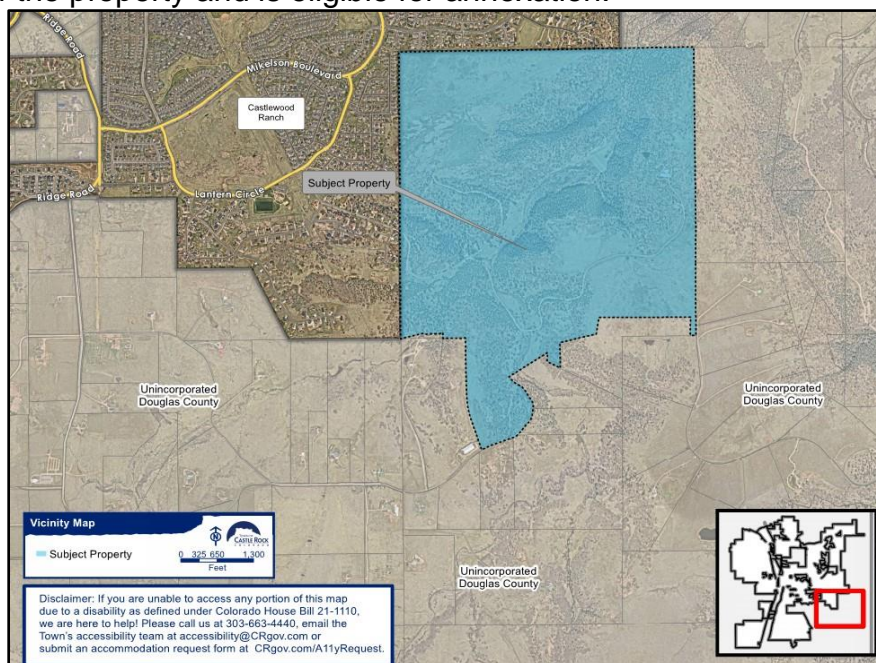 the property and is eligible for annexation.
Ridge Road
Mikelson Boulevard
Castlewood
Ranch
Subject Property
Ridge Road
Lantern Circle
Unincorporated
Douglas County
Unincorporated
Douglas County
Unincorporated
Douglas County
Vicinity Map
N
CASTLE ROCK
COLORADO
Subject Property
0 325 650 1,300
Feet
Disclaimer: If you are unable to access any portion of this map
due to a disability as defined under Colorado House Bill 21-1110,
we are here to help! Please call us at 303-663-4440, email the
Town's accessibility team at accessibility@CRgov.com or
submit an accommodation request form at CRgov.com/A11yRequest.